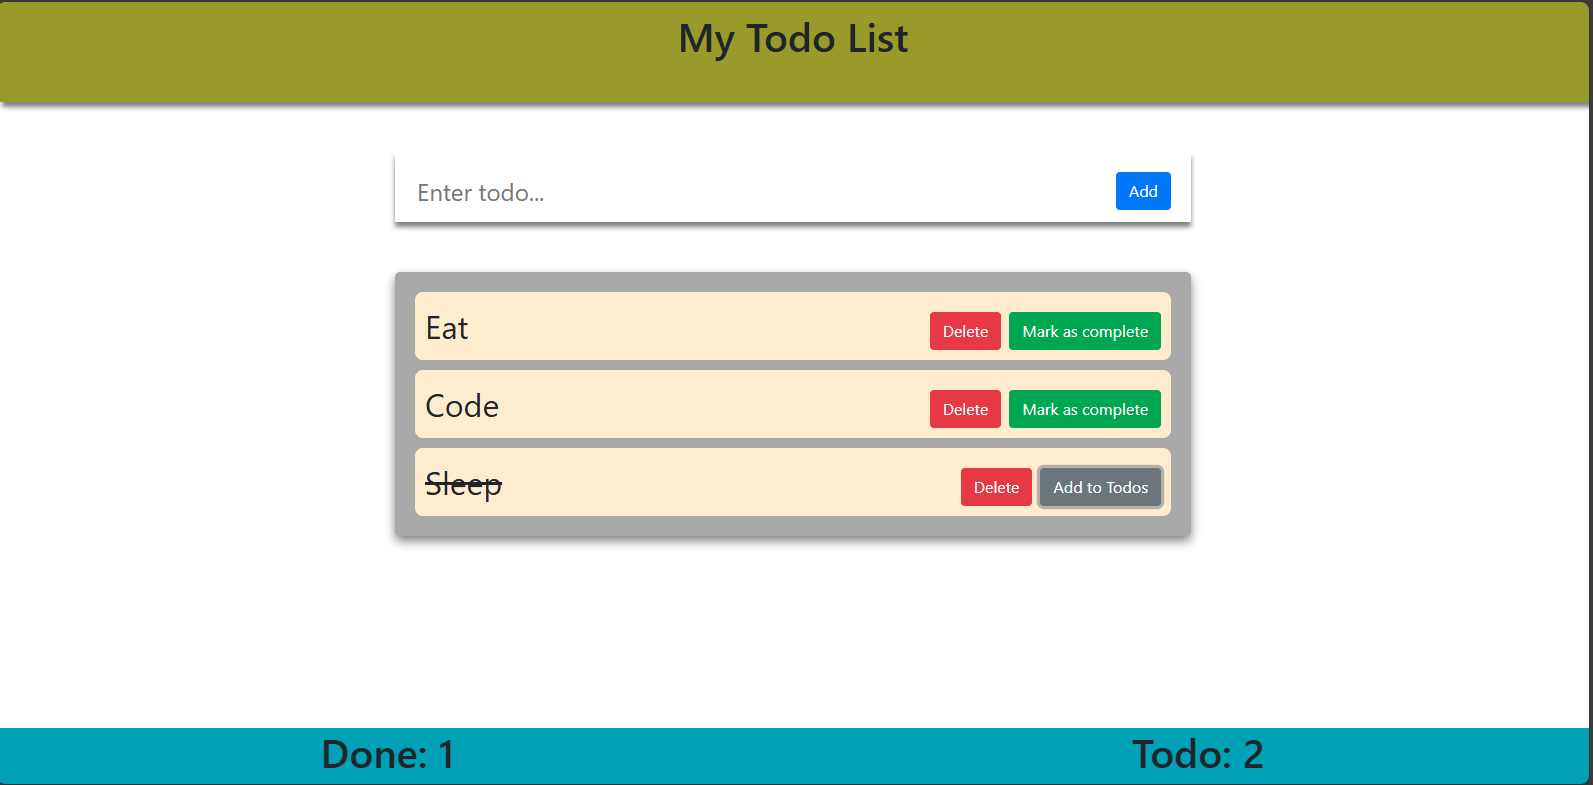 My Todo List
Enter todo...
Add
Eat
Delete
Mark as complete
Code
Delete
Mark as complete
Sleep
Delete
Add to Todos
Done: 1
Todo: 2